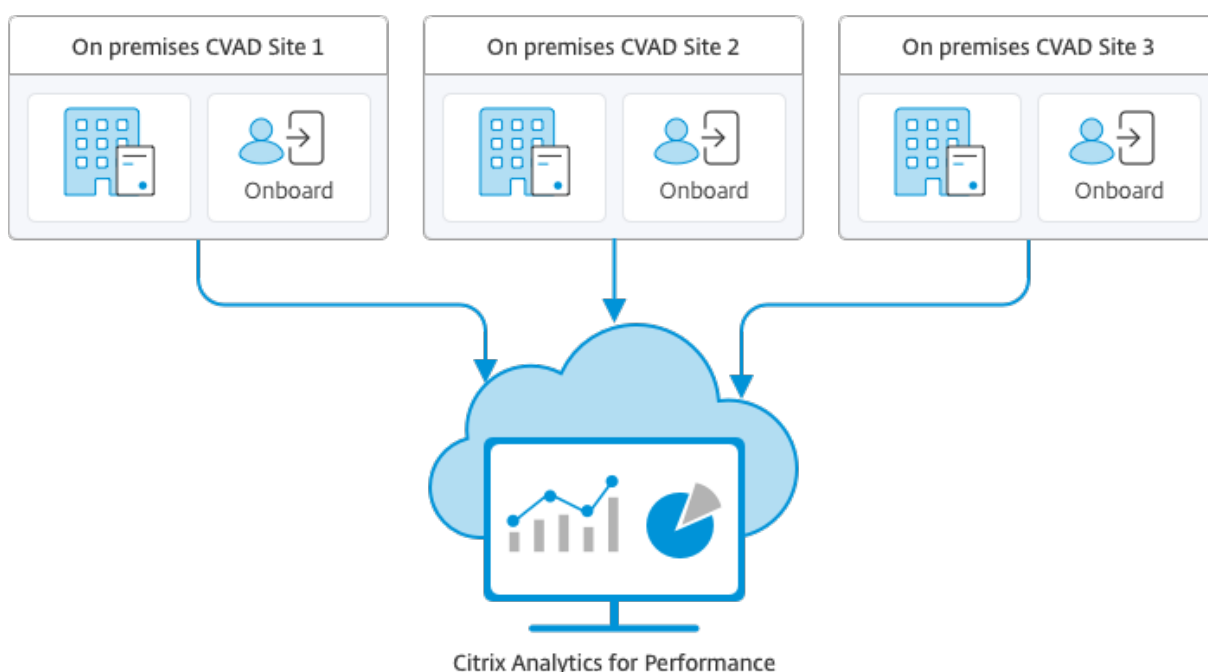 On premises CVAD Site 1
On premises CVAD Site 2
On premises CVAD Site 3
Onboard
Onboard
Onboard
Citrix Analytics for Performance